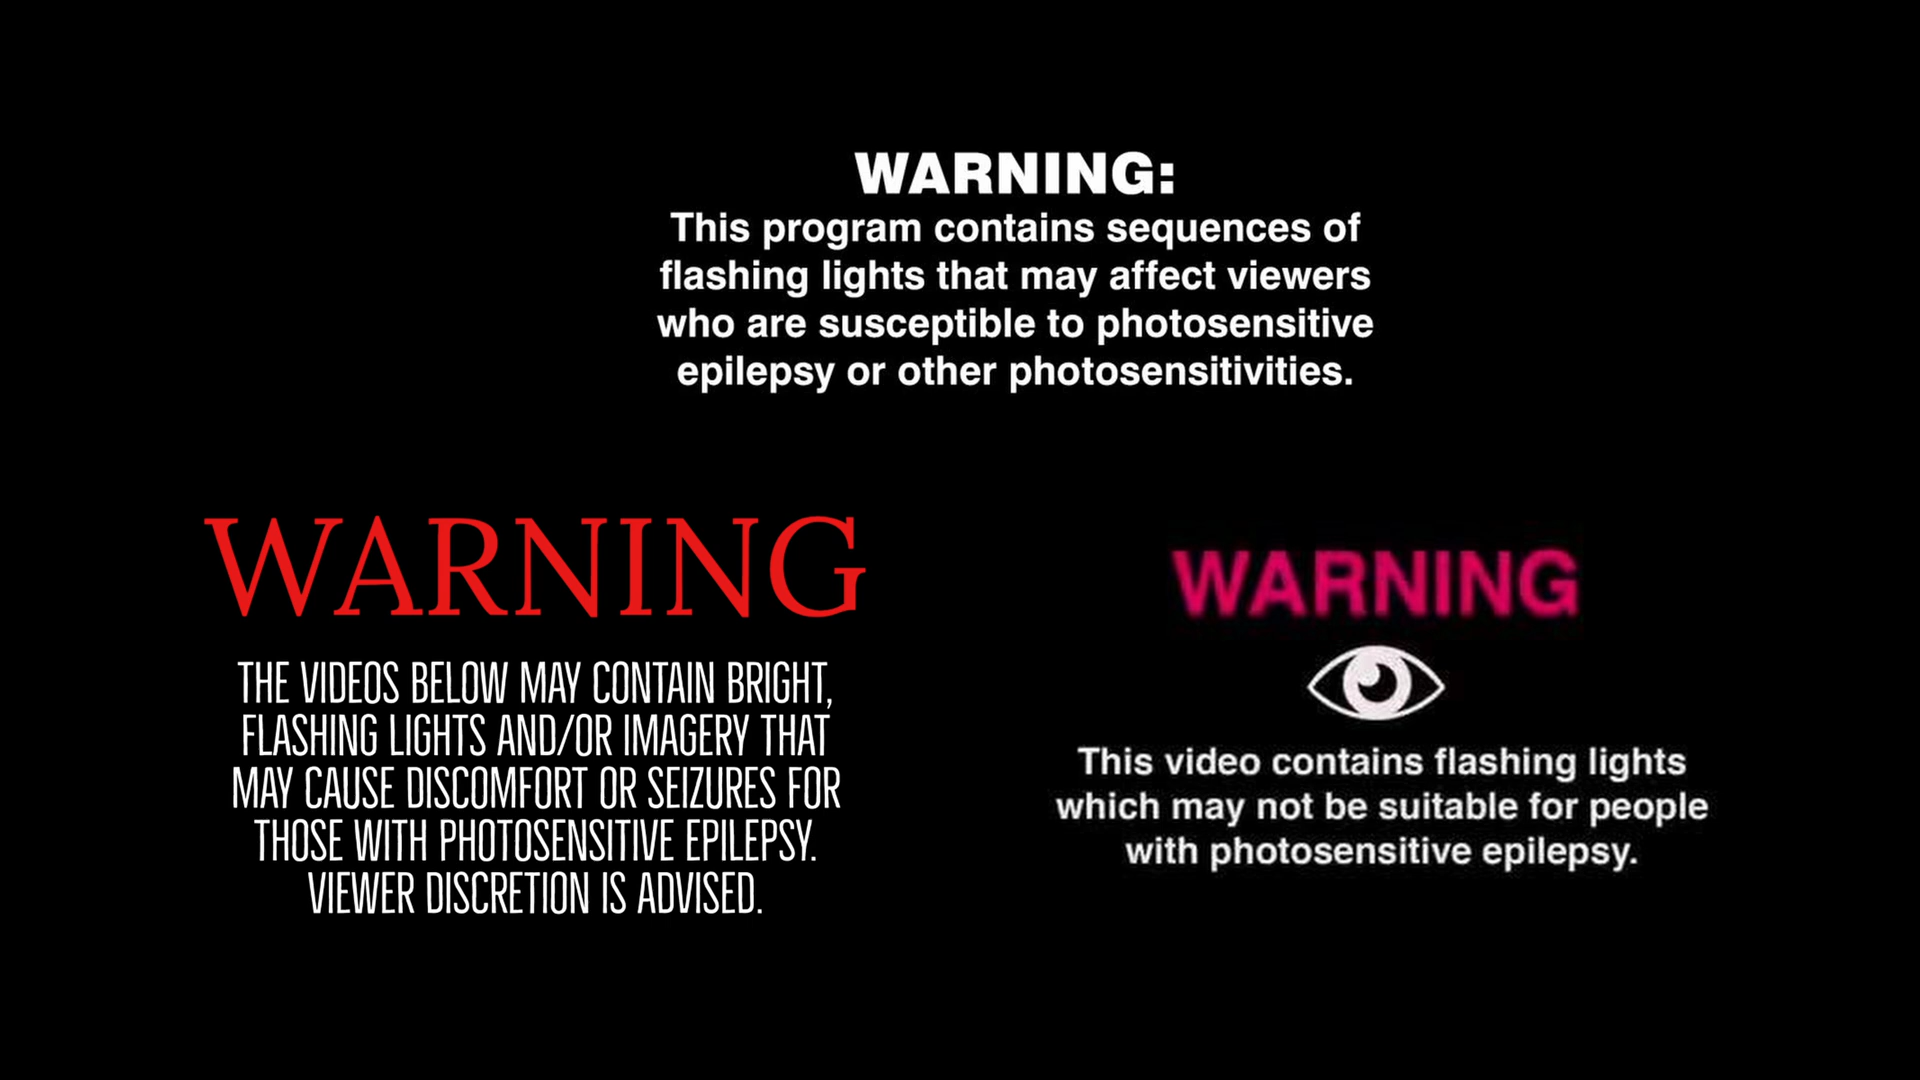 WARNING:
This program contains sequences of
flashing lights that may affect viewers
who are susceptible to photosensitive
epilepsy or other photosensitivities.
WARNING
THE VIDEOS BELOW MAY CONTAIN BRIGHT,
FLASHING LIGHTS AND/OR IMAGERY THAT
MAY CAUSE DISCOMFORT OR SEIZURES FOR
THOSE WITH PHOTOSENSITIVE EPILEPSY.
VIEWER DISCRETION IS ADVISED.
WARNING
This video contains flashing lights
which may not be suitable for people
with photosensitive epilepsy.